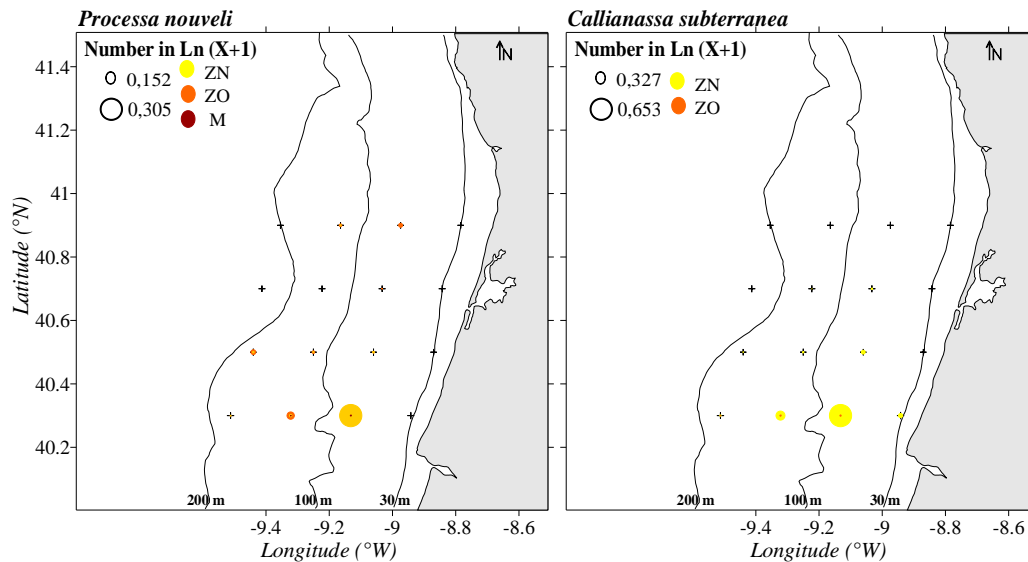 Processa nouveli
Number in Ln (X+1)
0,152
0,305
ZN
ZO
M
N
41.4
41.2
41
40.8
40.6
40.4
40.2
Latitude (°N)
200 m
100 m
30 m
-9.4
-9.2
-9
-8.8
-8.6
Longitude (°W)
Callianassa subterranea
Number in Ln (X+1)
0,327
0,653
ZN
ZO
N
200 m
100 m
30 m
-9.4
-9.2
-9
-8.8
-8.6
Longitude (°W)